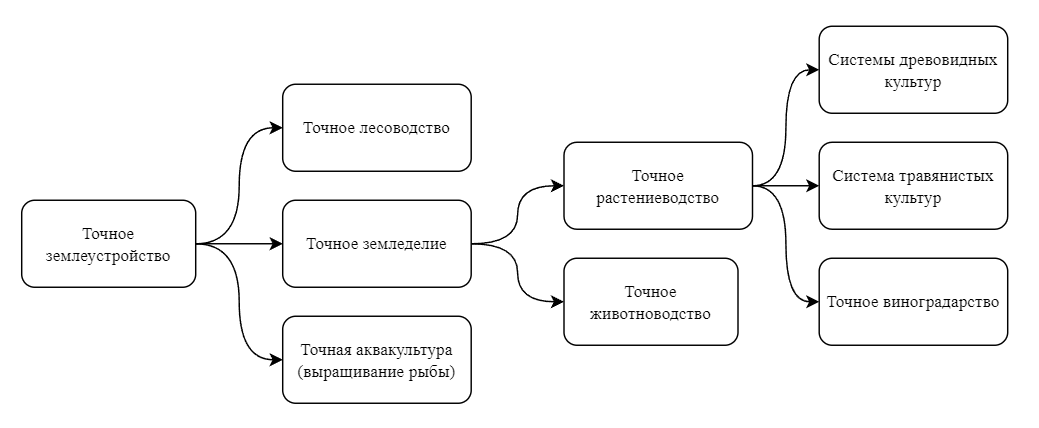 Точное
землеустройство
Точное лесоводство
Точное земледелие
Точная аквакультура
(выращивание рыбы)
Точное
растениеводство
Точное
животноводство
Системы древовидных
культур
Система травянистых
культур
Точное виноградарство